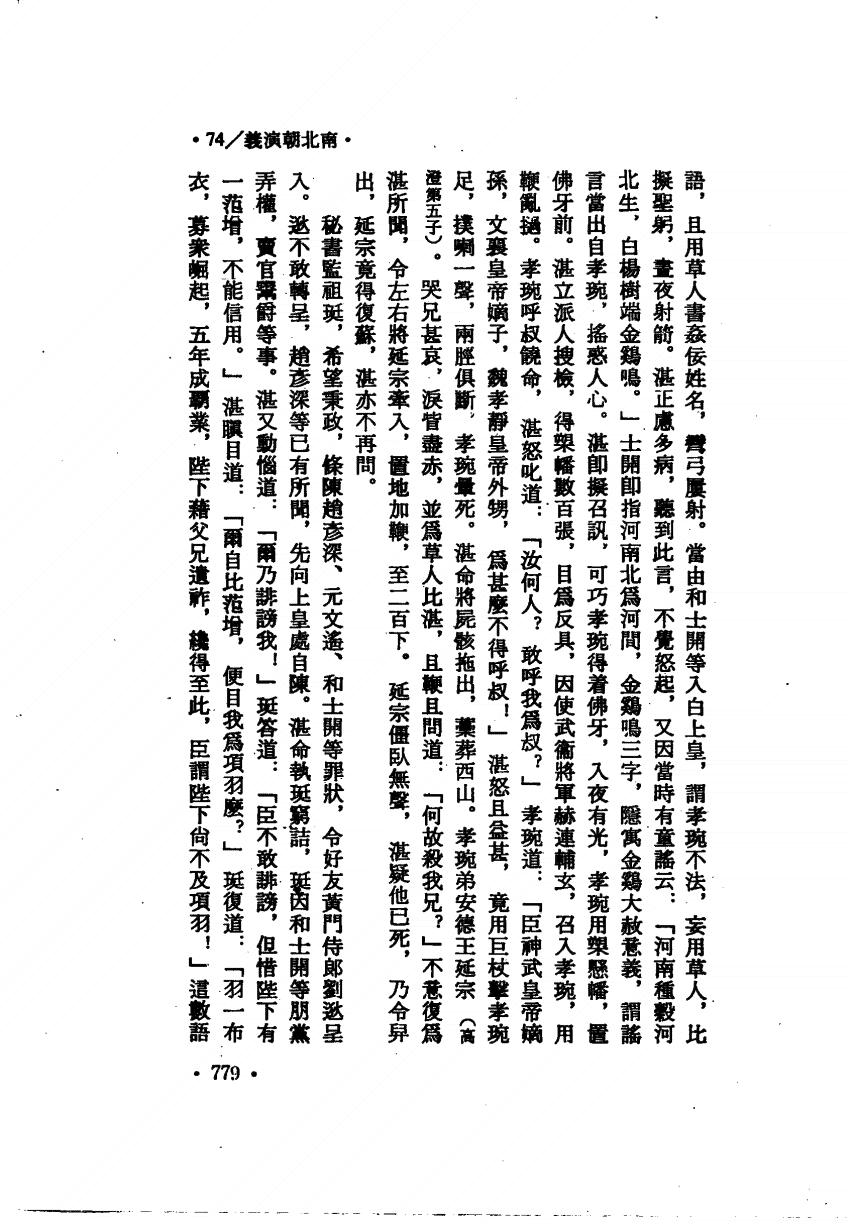 •74／義演朝北南•
語，且用草人書姦佞姓名，彎弓屢射。當由和士開等入白上皇，謂孝琬不法，妄用草人，比
擬聖躬，晝夜射箭。湛正慮多病，聽到此言，不覺怒起，又因當時有童謠云：「河南種穀河
北生，白楊樹端金鷄鳴。」士開卽指河南北爲河間，金鷄鳴三字，隱寓金鷄大赦意義，謂謠
言當出自孝琬，搖惑人心。湛卽擬召訊，可巧孝琬得着佛牙，入夜有光，孝琬用槊懸幡，置
佛牙前。湛立派人搜檢，得槊幡數百張，目爲反具，因使武衞將軍赫連輔玄，召入孝琬，用
鞭亂撾。孝琬呼叔饒命，湛怒叱道：「汝何人？敢呼我爲叔？」孝琬道：「臣神武皇帝嫡
孫，文襄皇帝嫡子，魏孝靜皇帝外甥，爲甚麼不得呼叔！」湛怒且益甚，竟用巨杖擊孝琬
足，撲喇一聲，兩脛俱斷，孝琬暈死。湛命將屍骸拖出，藁葬西山。孝琬弟安德王延宗（高
澄第五子）。哭兄甚哀，淚眥盡赤，並爲草人比湛，且鞭且問道：「何故殺我兄？」不意復爲
湛所聞，令左右將延宗牽入，置地加鞭，至二百下。延宗僵臥無聲，湛疑他已死，乃令舁
出，延宗竟得復蘇，湛亦不再問。
秘書監祖珽，希望秉政，條陳趙彥深、元文遙、和士開等罪狀，令好友黃門侍郎劉逖呈
入。逖不敢轉呈，趙彥深等已有所聞，先向上皇處自陳。湛命執珽窮詰，珽因和士開等朋黨
弄權，賣官鬻爵等事。湛又動惱道：「爾乃誹謗我！」珽答道：「臣不敢誹謗，但惜陛下有
一范增，不能信用。」湛瞋目道：「爾自比范增，便目我爲項羽麼？」珽復道：「羽一布
衣，募衆崛起，五年成霸業，陛下藉父兄遺祚，纔得至此，臣謂陛下尙不及項羽！」這數語
•779•